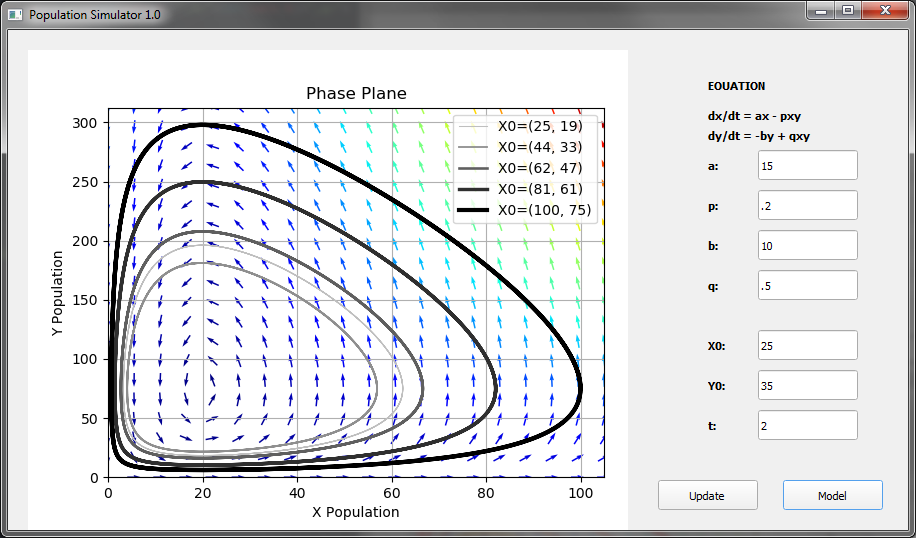 Population Simulator 1.0
Phase Plane
300
250
200
150
100
50
0
Y Population
0 20 40 60 80 100
X Population
X0=(25, 19)
X0=(44, 33)
X0=(62, 47)
X0=(81, 61)
X0=(100, 75)
EQUATION
dx/dt = ax - pxy
dy/dt = -by + qxy
a: 15
p: .2
b: 10
q: .5
X0: 25
Y0: 35
t: 2
Update Model